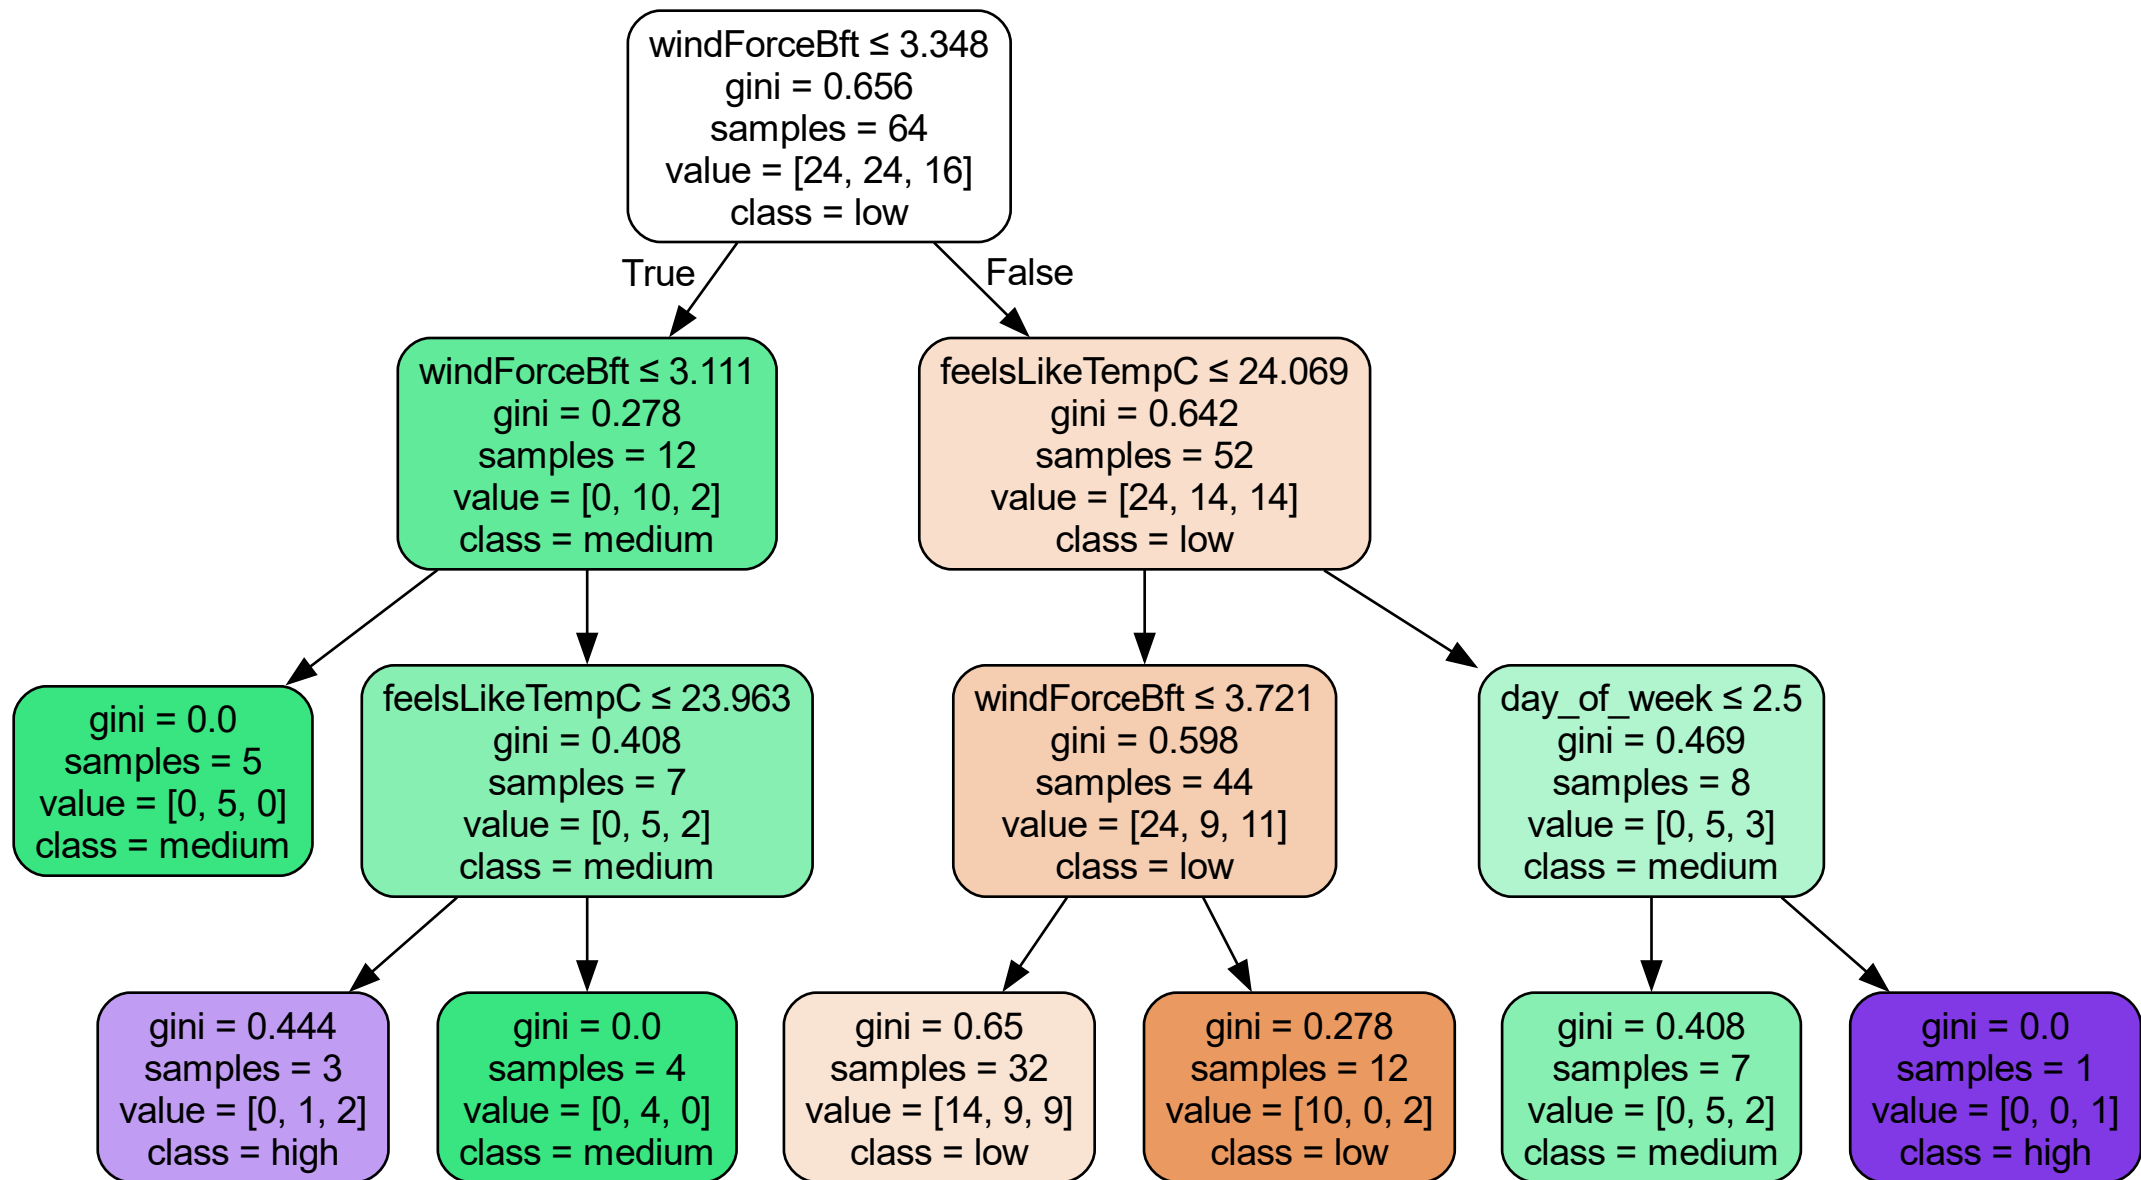 windForceBft ≤ 3.348
gini = 0.656
samples = 64
value = [24, 24, 16]
class = low
True
False
windForceBft ≤ 3.111
gini = 0.278
samples = 12
value = [0, 10, 2]
class = medium
feelsLikeTempC ≤ 24.069
gini = 0.642
samples = 52
value = [24, 14, 14]
class = low
gini = 0.0
samples = 5
value = [0, 5, 0]
class = medium
feelsLikeTempC ≤ 23.963
gini = 0.408
samples = 7
value = [0, 5, 2]
class = medium
windForceBft ≤ 3.721
gini = 0.598
samples = 44
value = [24, 9, 11]
class = low
day_of_week ≤ 2.5
gini = 0.469
samples = 8
value = [0, 5, 3]
class = medium
gini = 0.444
samples = 3
value = [0, 1, 2]
class = high
gini = 0.0
samples = 4
value = [0, 4, 0]
class = medium
gini = 0.65
samples = 32
value = [14, 9, 9]
class = low
gini = 0.278
samples = 12
value = [10, 0, 2]
class = low
gini = 0.408
samples = 7
value = [0, 5, 2]
class = medium
gini = 0.0
samples = 1
value = [0, 0, 1]
class = high